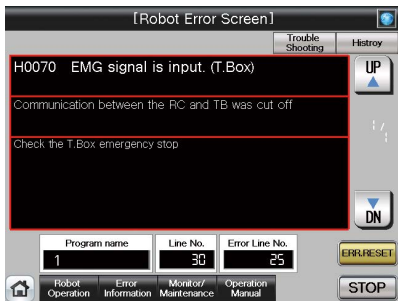 [Robot Error Screen]
Trouble Shooting
Histroy
H0070 EMG signal is input. (T.Box)
UP
Communication between the RC and TB was cut off
1/1
Check the T.Box emergency stop
DN
Program name
Line No.
Error Line No.
1
30
25
ERR.RESET
Robot Operation
Error Information
Monitor/ Maintenance
Operation Manual
STOP